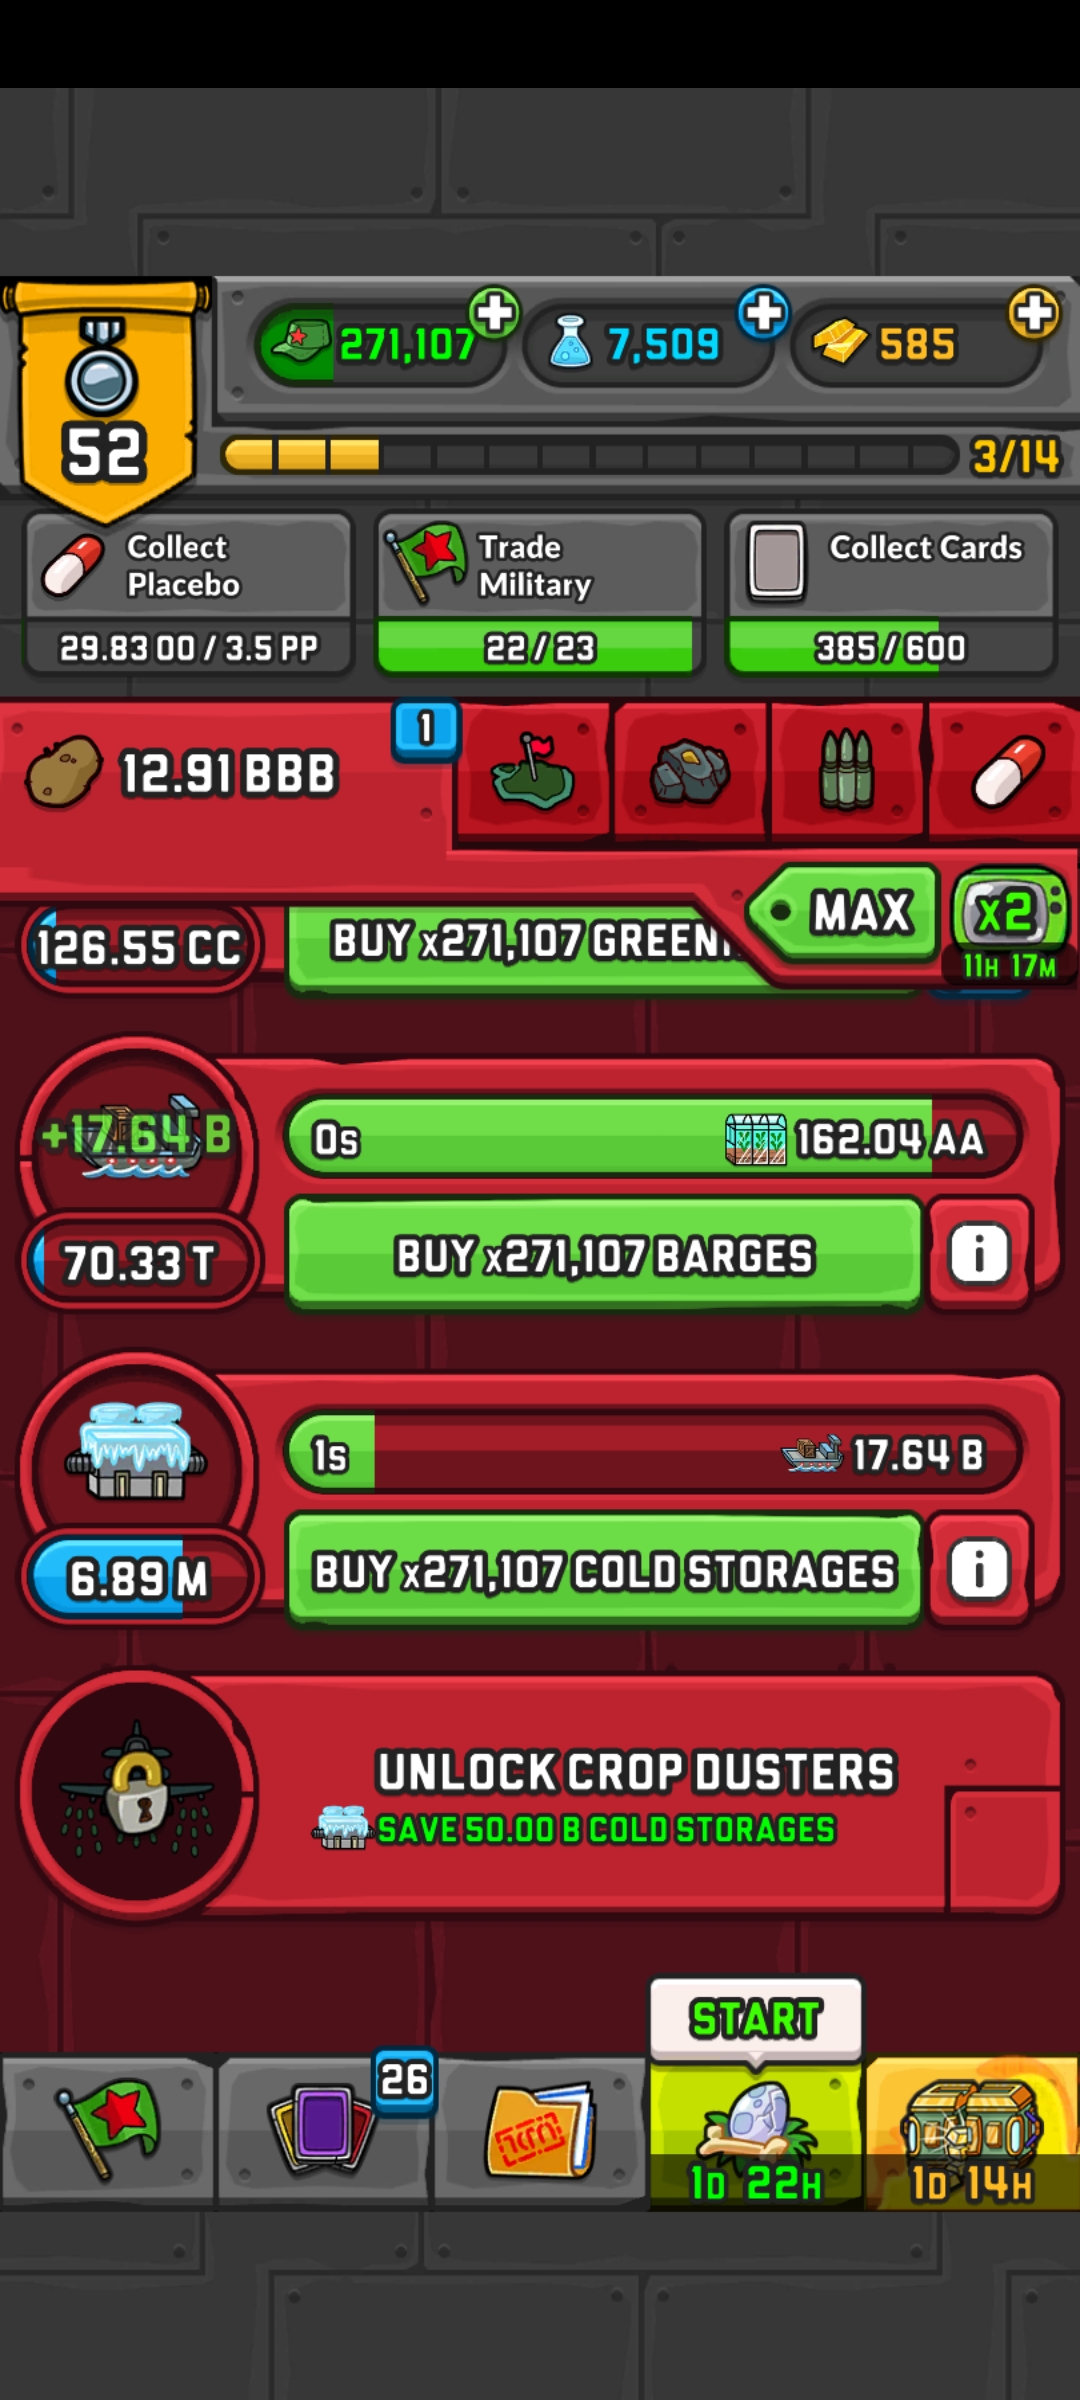 271,107
7,509
585
52
3/14
Collect
Placebo
29.83 OO / 3.5 PP
Trade
Military
22 / 23
Collect Cards
385 / 600
12.91 BBB
1
MAX
x2
11H 17M
126.55 CC
BUY x271,107 GREEN
+17.64 B
0s
162.04 AA
70.33 T
BUY x271,107 BARGES
i
1s
17.64 B
6.89 M
BUY x271,107 COLD STORAGES
i
UNLOCK CROP DUSTERS
SAVE 50.00 B COLD STORAGES
START
26
1D 22H
1D 14H